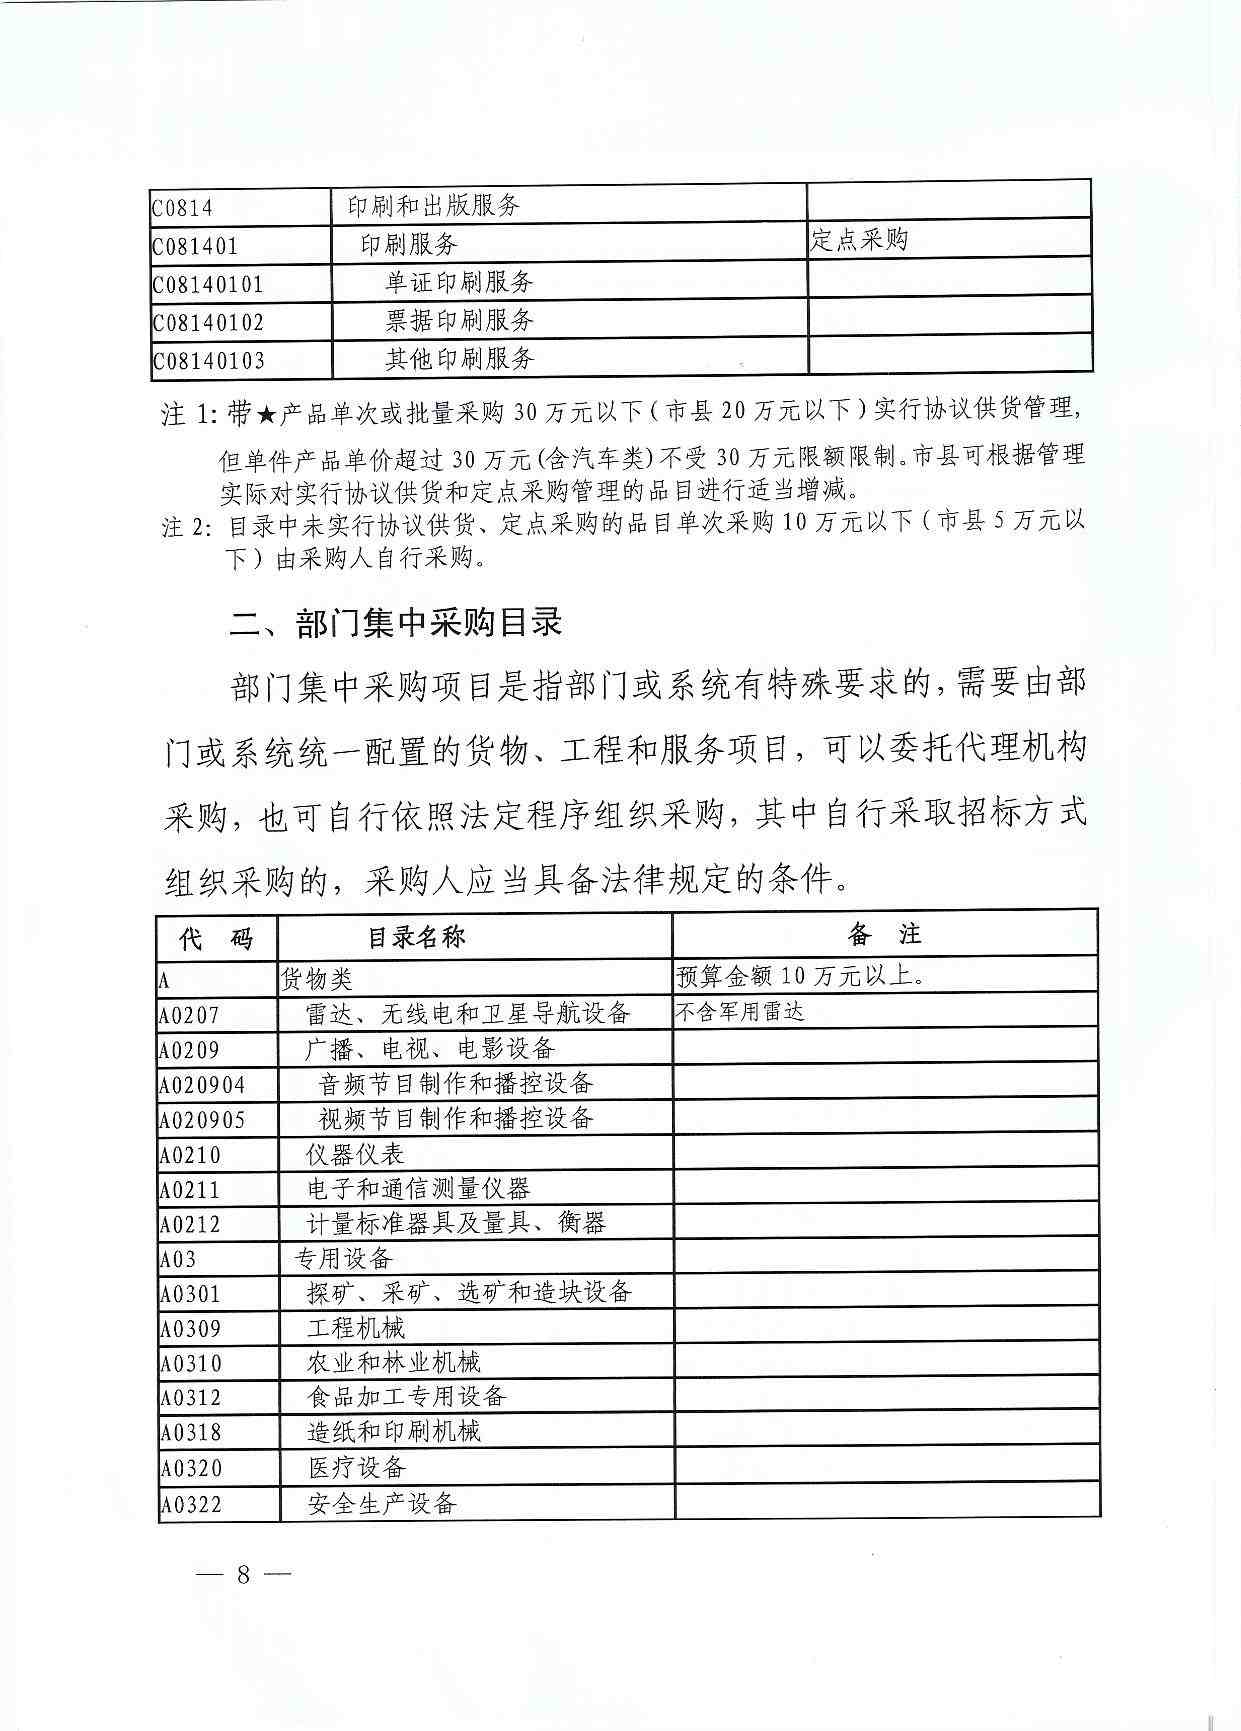 C0814 印刷和出版服务
C081401 印刷服务 定点采购
C08140101 单证印刷服务
C08140102 票据印刷服务
C08140103 其他印刷服务
注 1: 带★产品单次或批量采购 30 万元以下(市县 20 万元以下)实行协议供货管理,
但单件产品单价超过 30 万元(含汽车类)不受 30 万元限额限制。市县可根据管理
实际对实行协议供货和定点采购管理的品目进行适当增减。
注 2: 目录中未实行协议供货、定点采购的品目单次采购 10 万元以下(市县 5 万元以
下)由采购人自行采购。
二、部门集中采购目录
部门集中采购项目是指部门或系统有特殊要求的,需要由部
门或系统统一配置的货物、工程和服务项目,可以委托代理机构
采购,也可自行依照法定程序组织采购,其中自行采取招标方式
组织采购的,采购人应当具备法律规定的条件。
代 码 目录名称 备 注
A 货物类 预算金额 10 万元以上。
A0207 雷达、无线电和卫星导航设备 不含军用雷达
A0209 广播、电视、电影设备
A020904 音频节目制作和播控设备
A020905 视频节目制作和播控设备
A0210 仪器仪表
A0211 电子和通信测量仪器
A0212 计量标准器具及量具、衡器
A03 专用设备
A0301 探矿、采矿、选矿和造块设备
A0309 工程机械
A0310 农业和林业机械
A0312 食品加工专用设备
A0318 造纸和印刷机械
A0320 医疗设备
A0322 安全生产设备
— 8 —